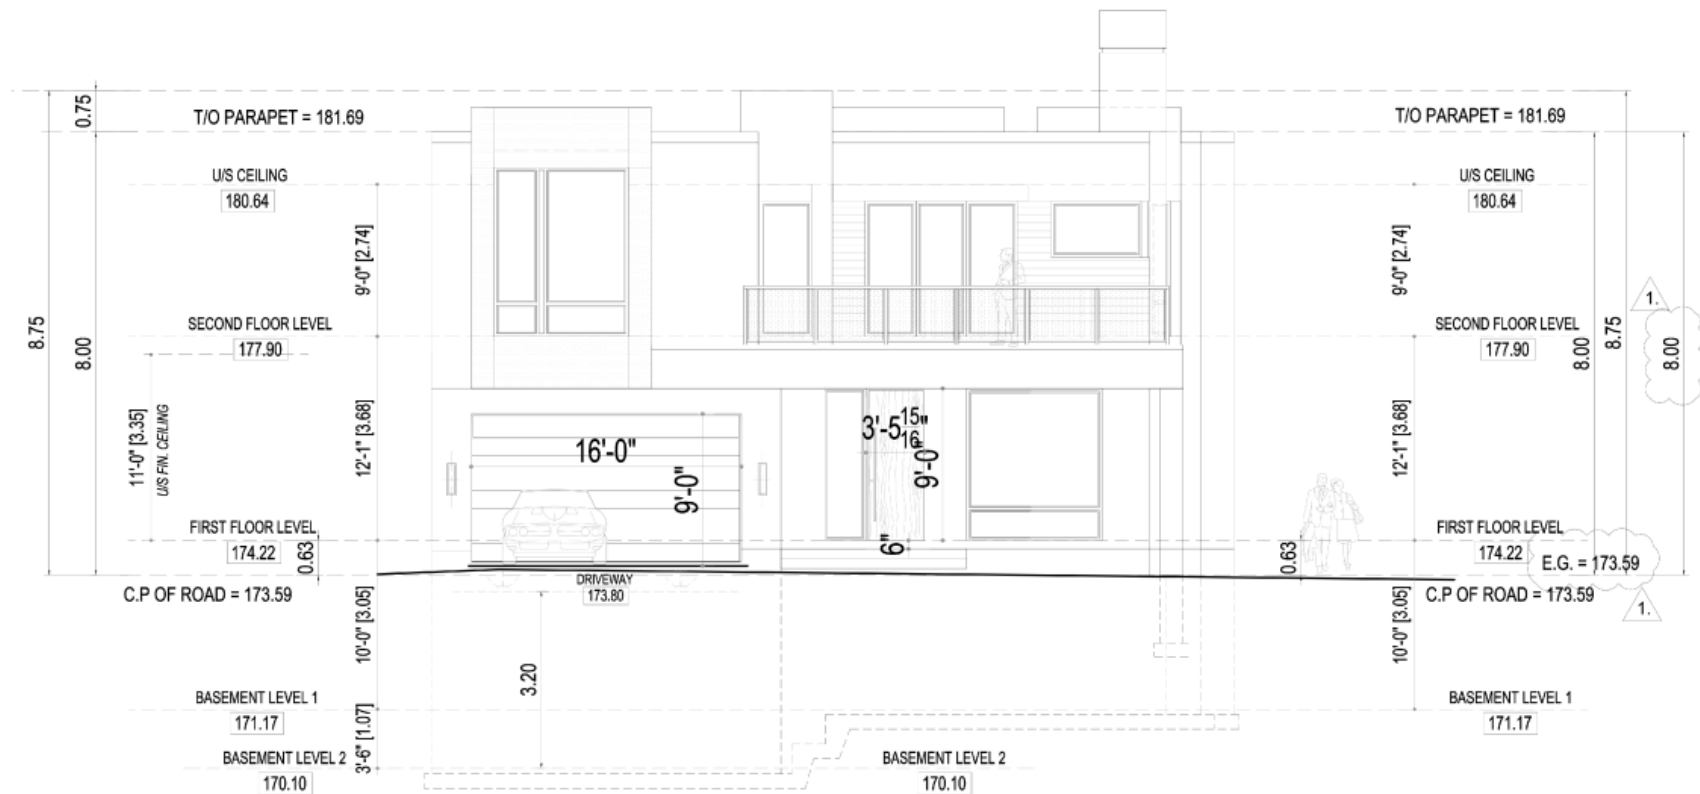 0.75
T/O PARAPET = 181.69
T/O PARAPET = 181.69
U/S CEILING
180.64
U/S CEILING
180.64
9'-0" [2.74]
9'-0" [2.74]
1.
8.75
8.00
SECOND FLOOR LEVEL
177.90
SECOND FLOOR LEVEL
177.90
8.00
8.75
8.00
11'-0" [3.35]
U/S FIN. CEILING
12'-1" [3.68]
16'-0"
9'-0"
3'-5 15/16"
9'-0"
6"
12'-1" [3.68]
FIRST FLOOR LEVEL
174.22
0.63
FIRST FLOOR LEVEL
174.22
0.63
E.G. = 173.59
C.P OF ROAD = 173.59
DRIVEWAY
173.80
C.P OF ROAD = 173.59
1.
10'-0" [3.05]
3.20
10'-0" [3.05]
BASEMENT LEVEL 1
171.17
BASEMENT LEVEL 1
171.17
3'-6" [1.07]
BASEMENT LEVEL 2
170.10
BASEMENT LEVEL 2
170.10